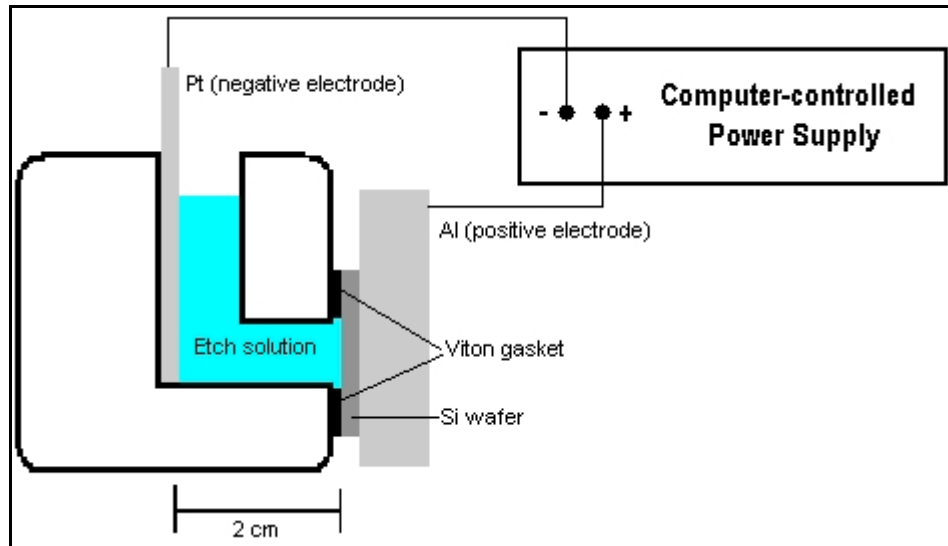 Pt (negative electrode)
- +
Computer-controlled
Power Supply
Al (positive electrode)
Etch solution
Viton gasket
Si wafer
2 cm